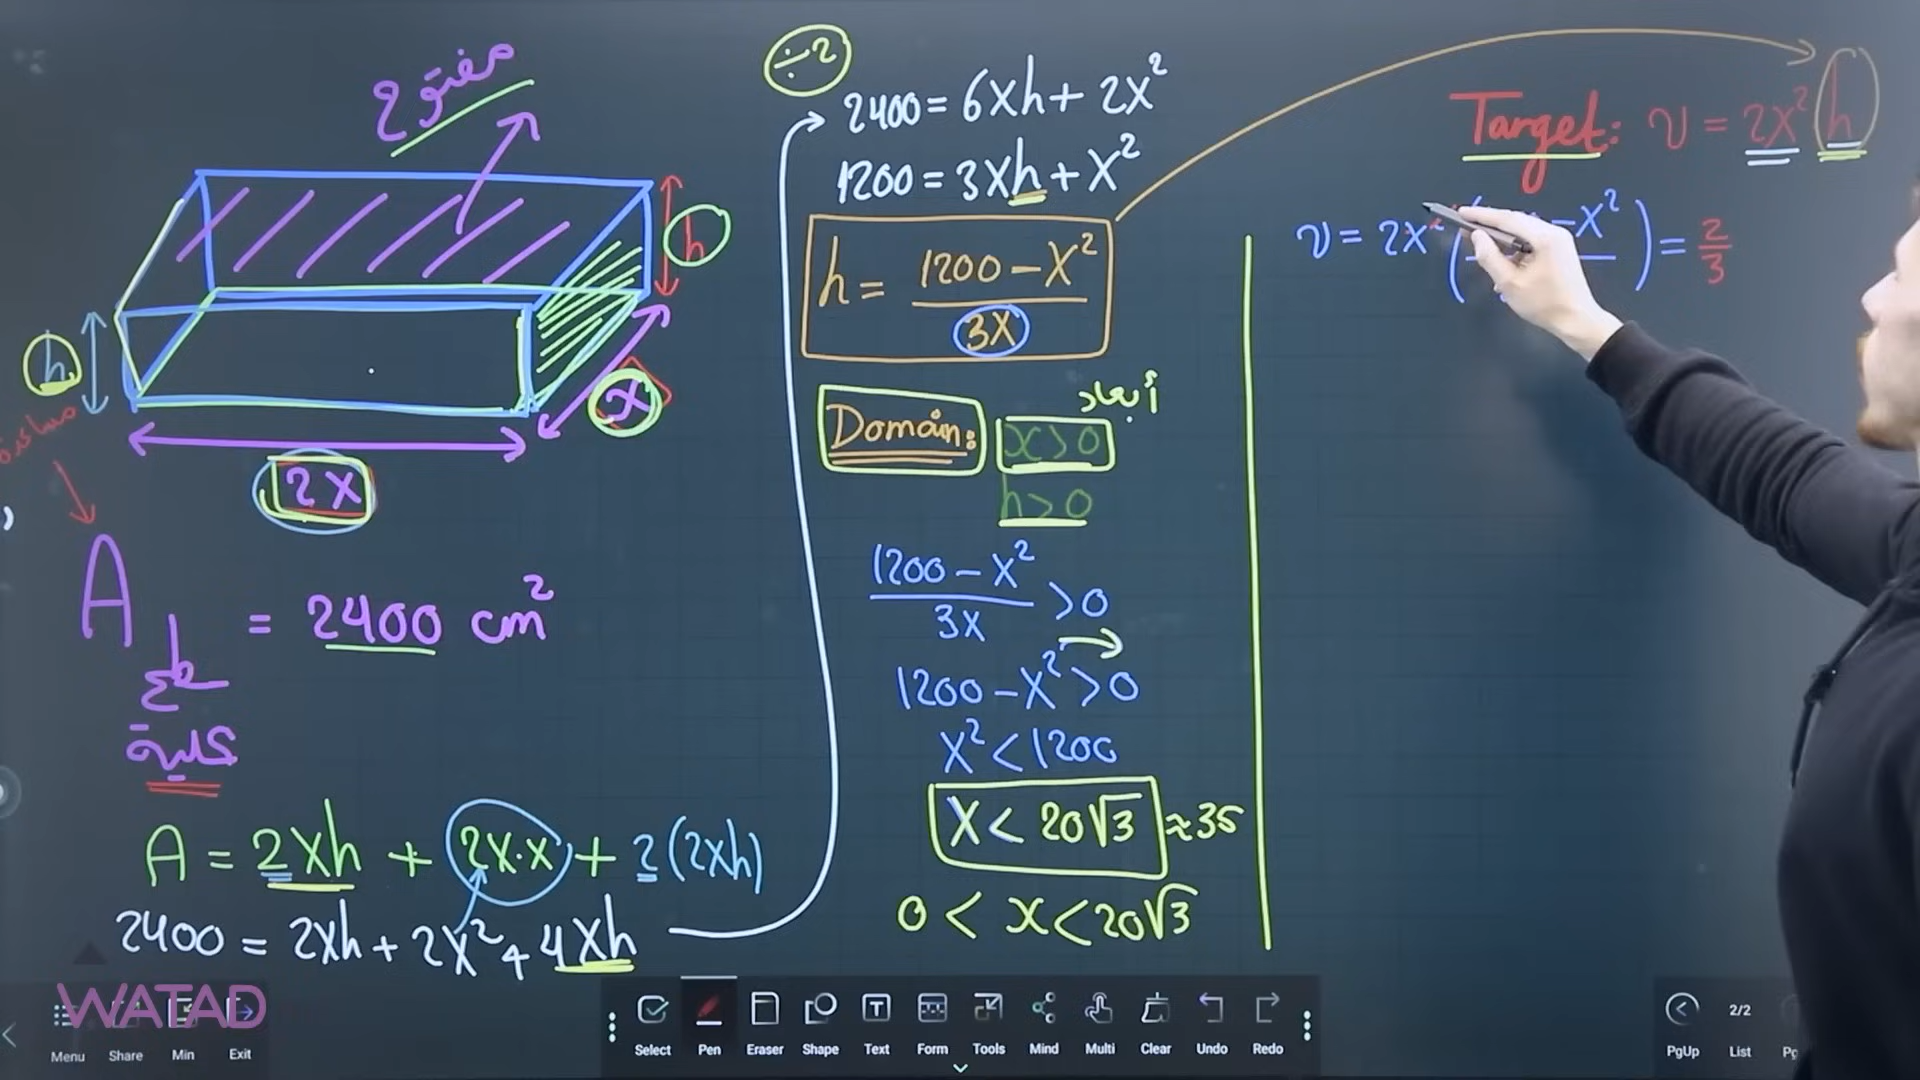 مفتوح
h
h
x
2x
A = 2400 cm²
A = 2xh + 2x·x + 2(2xh)
2400 = 2xh + 2x² + 4xh
÷2
2400 = 6xh + 2x²
1200 = 3xh + x²
h = 1200 - x² / 3x
Domain: x > 0
أبعاد
h > 0
1200 - x² / 3x > 0
1200 - x² > 0
x² < 1200
x < 20√3 ≈ 35
0 < x < 20√3
Target: v = 2x² h
v = 2x² ( - x² ) = 2/3
WATAD
Menu Share Min Exit
Select Pen Eraser Shape Text Form Tools Mind Multi Clear Undo Redo
2/2
PgUp List